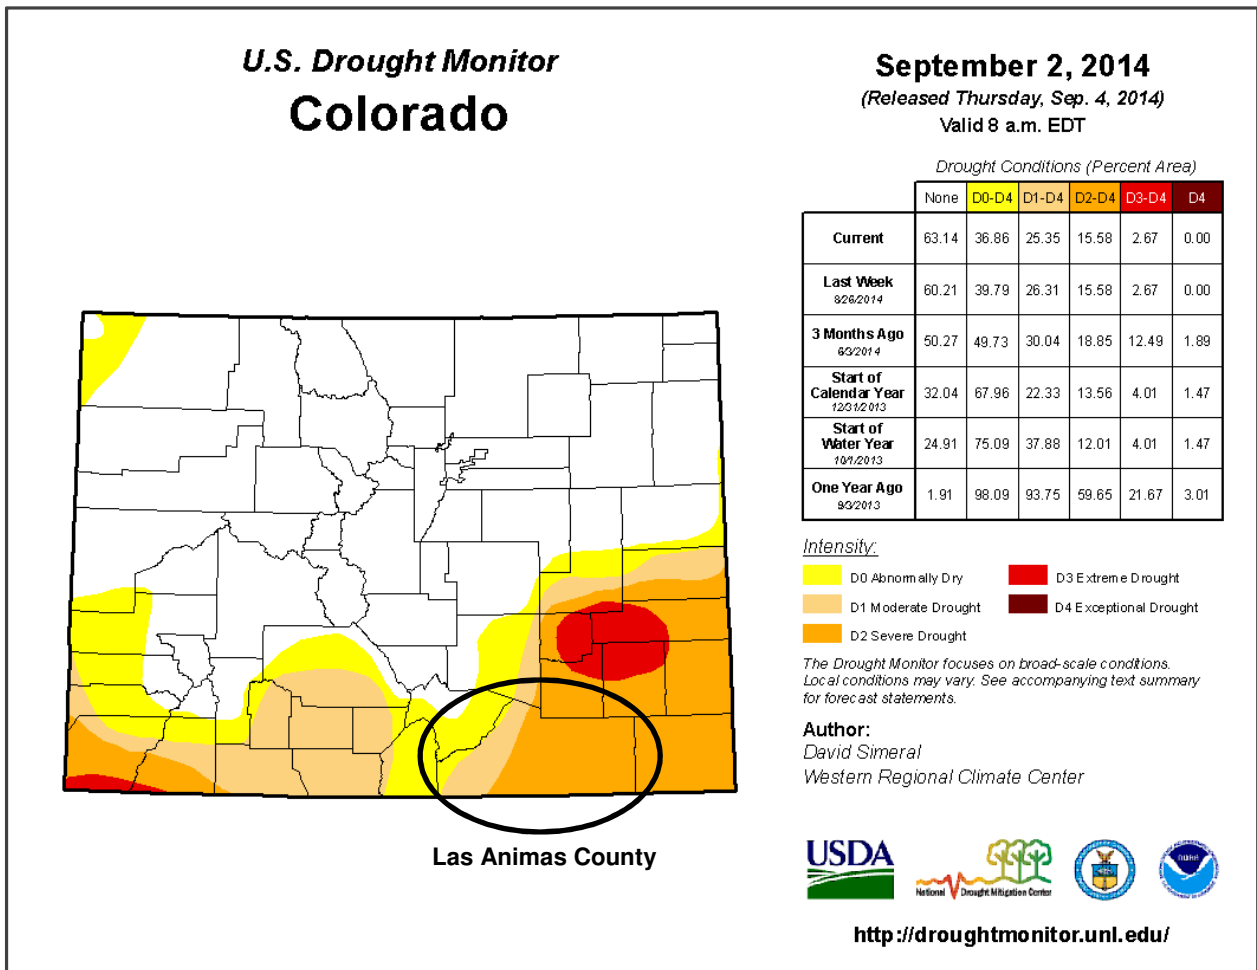 U.S. Drought Monitor
Colorado
September 2, 2014
(Released Thursday, Sep. 4, 2014)
Valid 8 a.m. EDT
Drought Conditions (Percent Area)
None D0-D4 D1-D4 D2-D4 D3-D4 D4
Current 63.14 36.86 25.35 15.58 2.67 0.00
Last Week
8/26/2014 60.21 39.79 26.31 15.58 2.67 0.00
3 Months Ago
6/3/2014 50.27 49.73 30.04 18.85 12.49 1.89
Start of
Calendar Year
12/31/2013 32.04 67.96 22.33 13.56 4.01 1.47
Start of
Water Year
10/1/2013 24.91 75.09 37.88 12.01 4.01 1.47
One Year Ago
9/3/2013 1.91 98.09 93.75 59.65 21.67 3.01
Intensity:
D0 Abnormally Dry
D1 Moderate Drought
D2 Severe Drought
D3 Extreme Drought
D4 Exceptional Drought
The Drought Monitor focuses on broad-scale conditions.
Local conditions may vary. See accompanying text summary
for forecast statements.
Author:
David Simeral
Western Regional Climate Center
Las Animas County
USDA
National Drought Mitigation Center
NOAA
http://droughtmonitor.unl.edu/